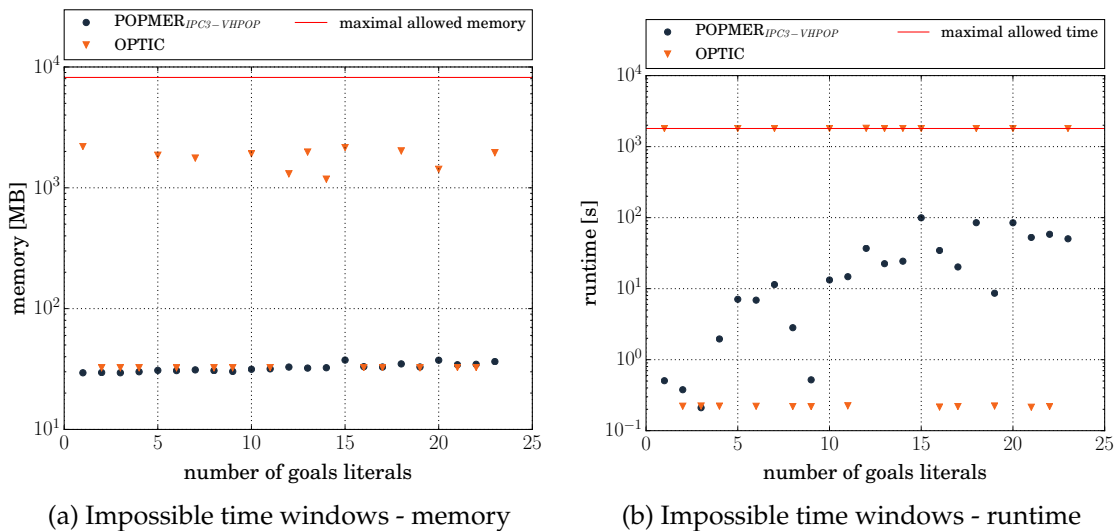 POPMER_IPC3−VHPOP
OPTIC
maximal allowed memory
10^4
10^3
10^2
10^1
memory [MB]
0 5 10 15 20 25
number of goals literals
(a) Impossible time windows - memory
POPMER_IPC3−VHPOP
OPTIC
maximal allowed time
10^4
10^3
10^2
10^1
10^0
10^−1
runtime [s]
0 5 10 15 20 25
number of goals literals
(b) Impossible time windows - runtime